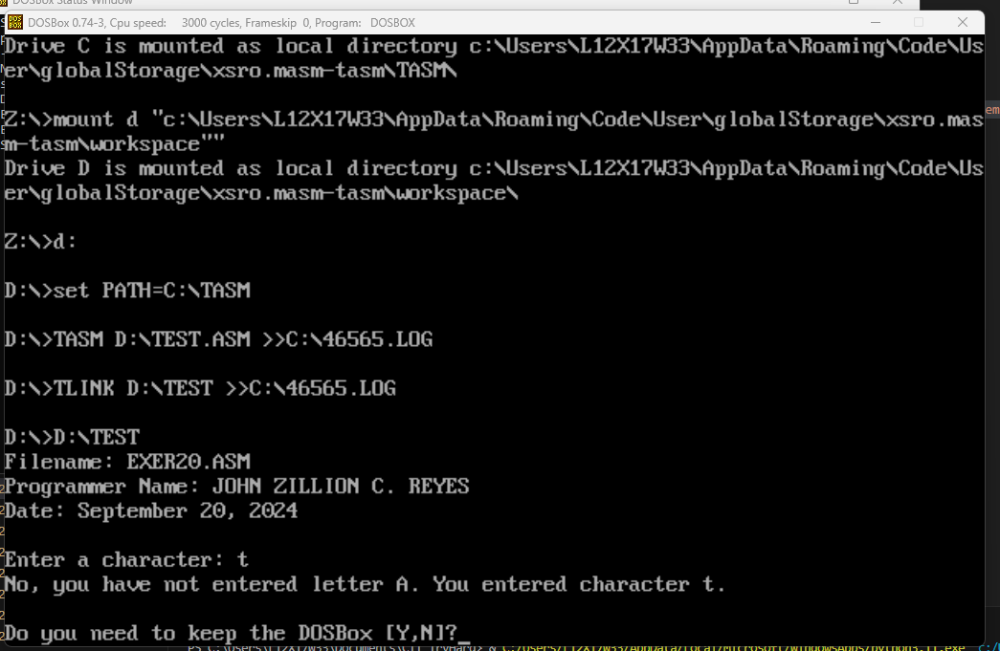 DOSBox Status Window
DOSBox 0.74-3, Cpu speed: 3000 cycles, Frameskip 0, Program: DOSBOX
Drive C is mounted as local directory c:\Users\L12X17W33\AppData\Roaming\Code\Us
er\globalStorage\xsro.masm-tasm\TASM\
Z:\>mount d "c:\Users\L12X17W33\AppData\Roaming\Code\User\globalStorage\xsro.mas
m-tasm\workspace""
Drive D is mounted as local directory c:\Users\L12X17W33\AppData\Roaming\Code\Us
er\globalStorage\xsro.masm-tasm\workspace\
Z:\>d:
D:\>set PATH=C:\TASM
D:\>TASM D:\TEST.ASM >>C:\46565.LOG
D:\>TLINK D:\TEST >>C:\46565.LOG
D:\>D:\TEST
Filename: EXER20.ASM
Programmer Name: JOHN ZILLION C. REYES
Date: September 20, 2024
Enter a character: t
No, you have not entered letter A. You entered character t.
Do you need to keep the DOSBox [Y,N]?_